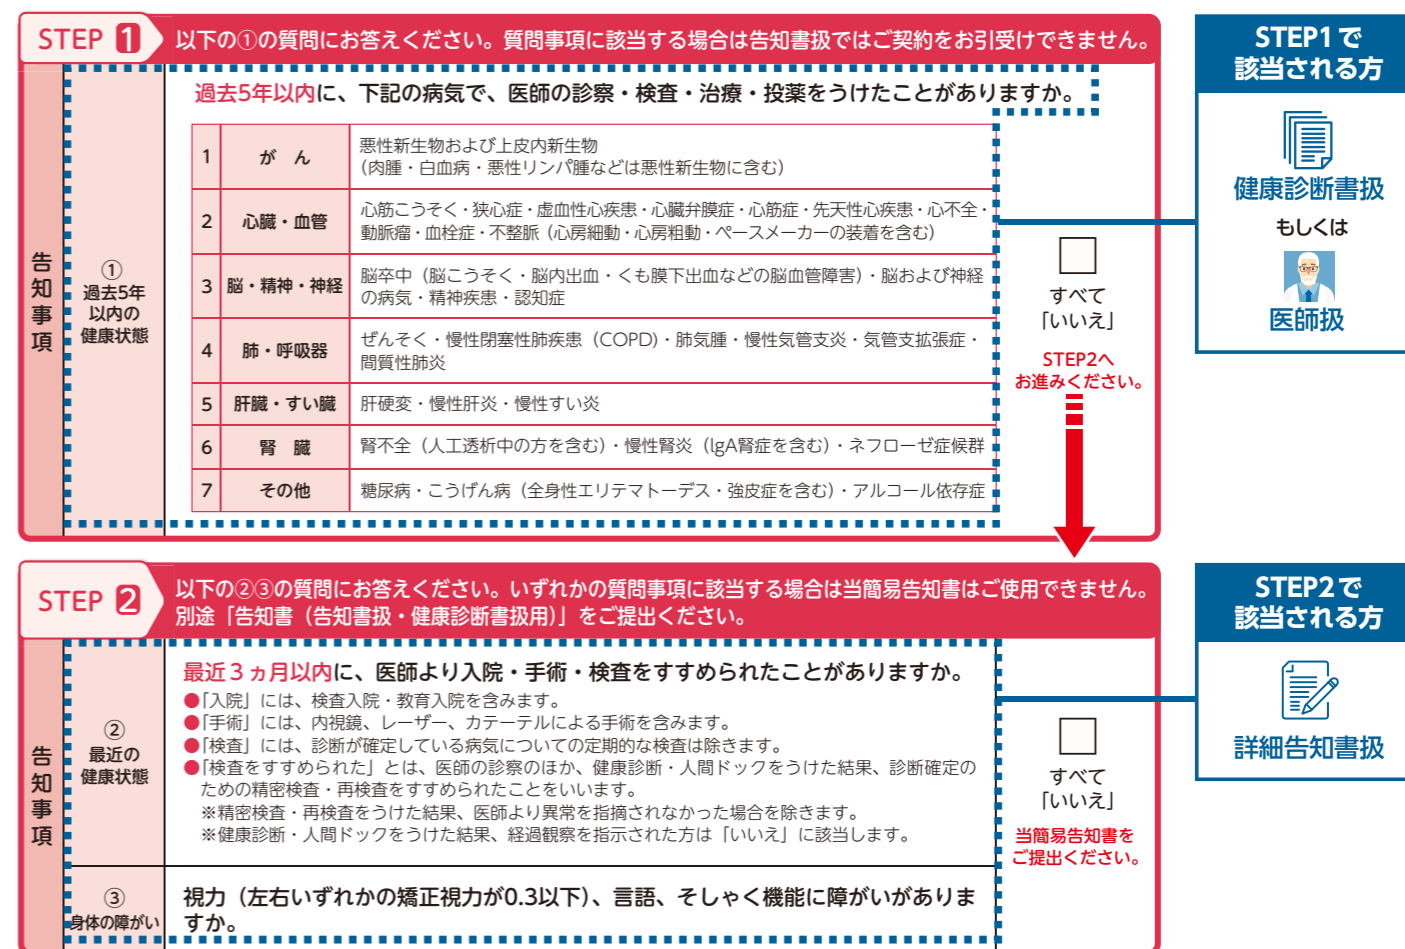 STEP 1
以下の①の質問にお答えください。質問事項に該当する場合は告知書扱ではご契約をお引受けできません。
告知事項
①
過去5年
以内の
健康状態
過去5年以内に、下記の病気で、医師の診察・検査・治療・投薬をうけたことがありますか。
1 がん 悪性新生物および上皮内新生物
(肉腫・白血病・悪性リンパ腫などは悪性新生物に含む)
2 心臓・血管 心筋こうそく・狭心症・虚血性心疾患・心臓弁膜症・心筋症・先天性心疾患・心不全・
動脈瘤・血栓症・不整脈（心房細動・心房粗動・ペースメーカーの装着を含む）
3 脳・精神・神経 脳卒中（脳こうそく・脳内出血・くも膜下出血などの脳血管障害）・脳および神経
の病気・精神疾患・認知症
4 肺・呼吸器 ぜんそく・慢性閉塞性肺疾患（COPD）・肺気腫・慢性気管支炎・気管支拡張症・
間質性肺炎
5 肝臓・すい臓 肝硬変・慢性肝炎・慢性すい炎
6 腎臓 腎不全（人工透析中の方を含む）・慢性腎炎（IgA腎症を含む）・ネフローゼ症候群
7 その他 糖尿病・こうげん病（全身性エリテマトーデス・強皮症を含む）・アルコール依存症
すべて
「いいえ」
STEP2へ
お進みください。
STEP1で
該当される方
健康診断書扱
もしくは
医師扱
STEP 2
以下の②③の質問にお答えください。いずれかの質問事項に該当する場合は当簡易告知書はご使用できません。
別途「告知書（告知書扱・健康診断書扱用）」をご提出ください。
告知事項
②
最近の
健康状態
最近３ヵ月以内に、医師より入院・手術・検査をすすめられたことがありますか。
●「入院」には、検査入院・教育入院を含みます。
●「手術」には、内視鏡、レーザー、カテーテルによる手術を含みます。
●「検査」には、診断が確定している病気についての定期的な検査は除きます。
●「検査をすすめられた」とは、医師の診察のほか、健康診断・人間ドックをうけた結果、診断確定の
ための精密検査・再検査をすすめられたことをいいます。
※精密検査・再検査をうけた結果、医師より異常を指摘されなかった場合を除きます。
※健康診断・人間ドックをうけた結果、経過観察を指示された方は「いいえ」に該当します。
③
身体の障がい
視力（左右いずれかの矯正視力が0.3以下）、言語、そしゃく機能に障がいがありま
すか。
すべて
「いいえ」
当簡易告知書を
ご提出ください。
STEP2で
該当される方
詳細告知書扱